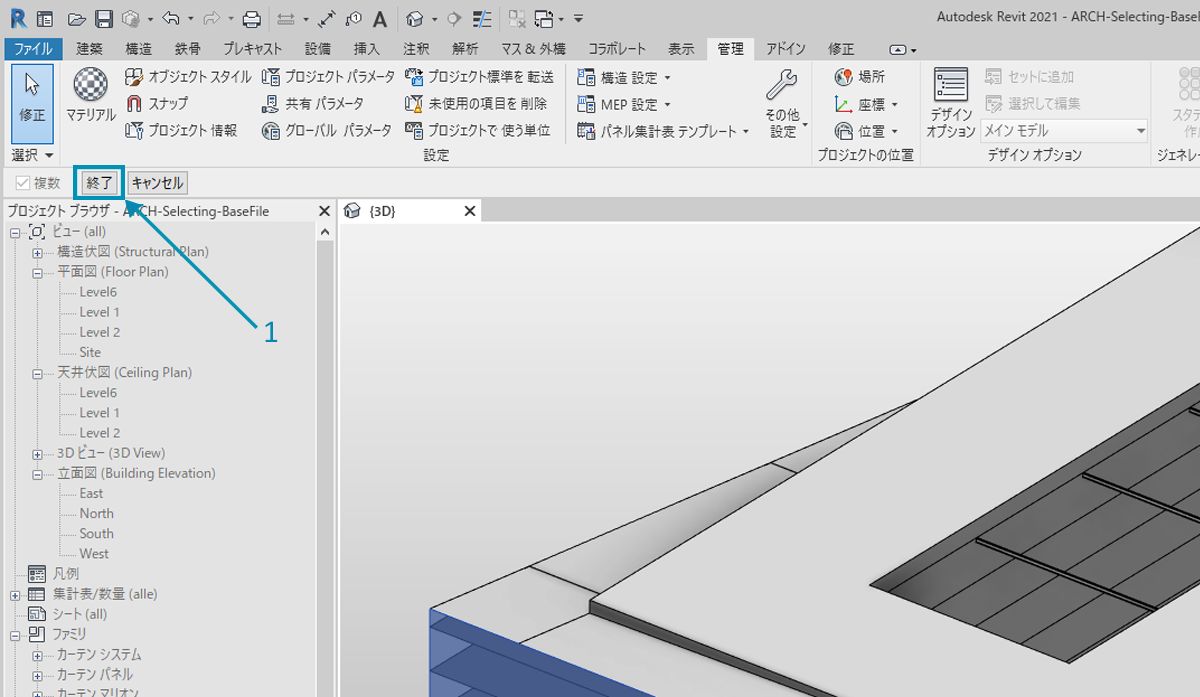 Autodesk Revit 2021 - ARCH-Selecting-BaseF
ファイル 建築 構造 鉄骨 プレキャスト 設備 挿入 注釈 解析 マス & 外構 コラボレート 表示 管理 アドイン 修正
修正
選択
マテリアル
オブジェクト スタイル
スナップ
プロジェクト 情報
プロジェクト パラメータ
共有 パラメータ
グローバル パラメータ
プロジェクト標準を 転送
未使用の項目を 削除
プロジェクトで 使う単位
構造 設定
MEP 設定
パネル集計表 テンプレート
その他
設定
設定
場所
座標
位置
プロジェクトの位置
デザイン
オプション
セットに追加
選択して編集
メイン モデル
デザイン オプション
ステ
作
ジェネレー
複数 終了 キャンセル
プロジェクト ブラウザ - ARCH-Selecting-BaseFile
{3D}
ビュー (all)
構造伏図 (Structural Plan)
平面図 (Floor Plan)
Level6
Level 1
Level 2
Site
天井伏図 (Ceiling Plan)
Level6
Level 1
Level 2
3D ビュー (3D View)
立面図 (Building Elevation)
East
North
South
West
凡例
集計表/数量 (alle)
シート (all)
ファミリ
カーテン システム
カーテン パネル
カーテン マリオン
1